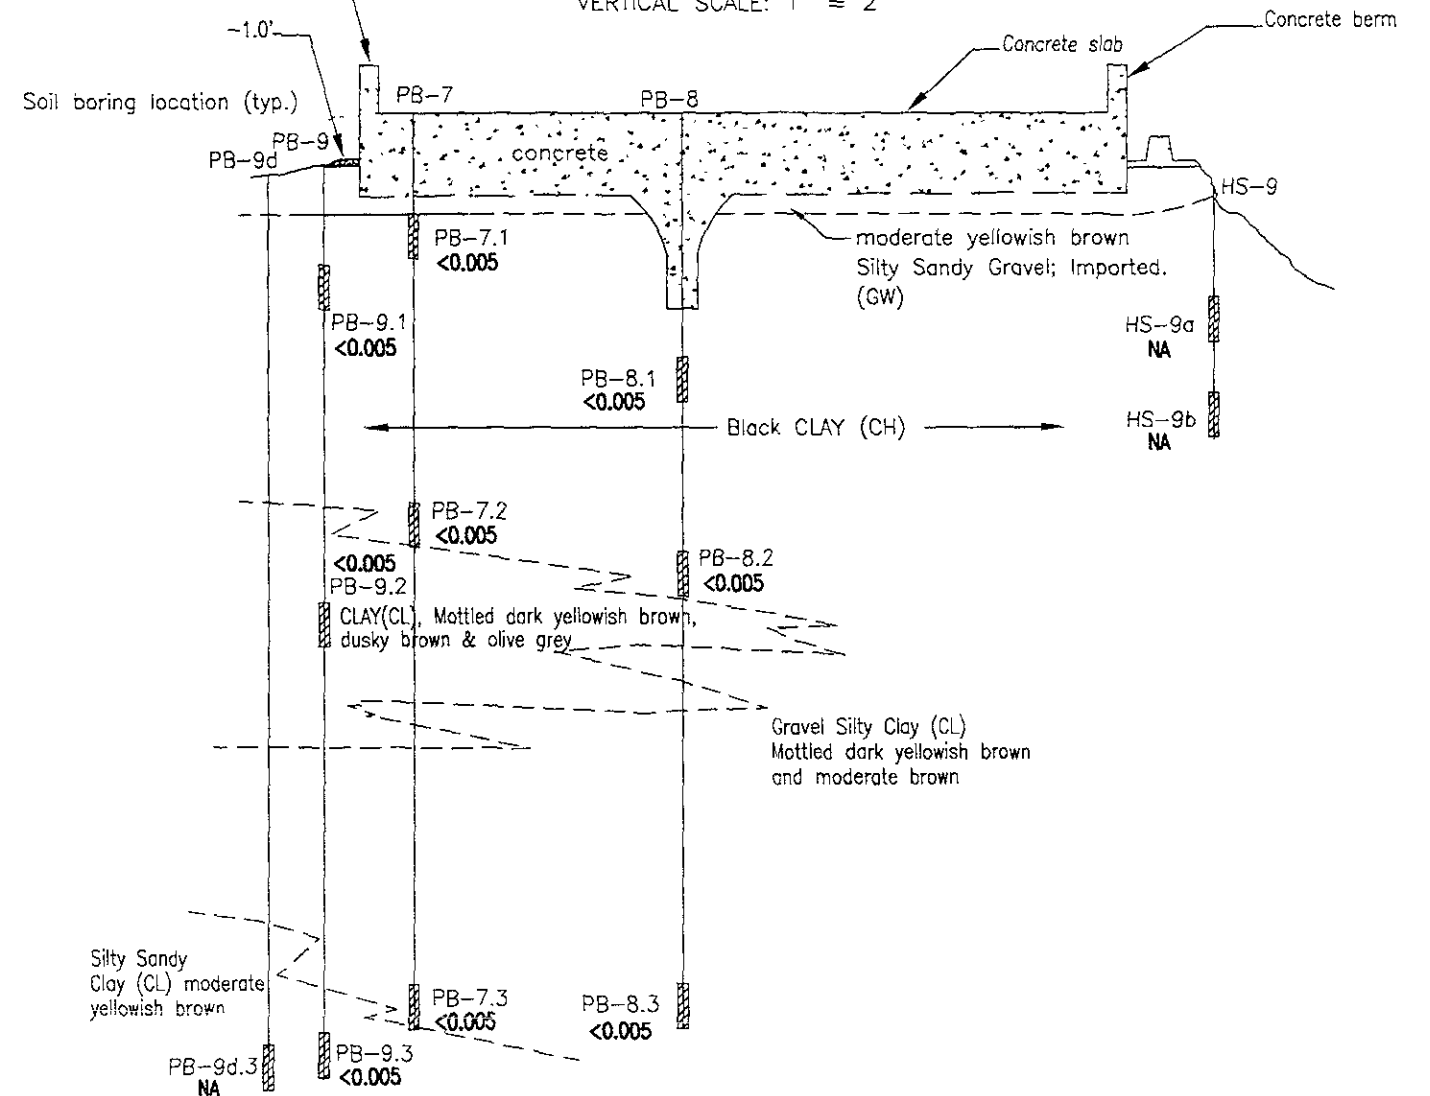 VERTICAL SCALE: 1" ≈ 2'
Concrete berm
~1.0'
Concrete slab
Soil boring location (typ.)
PB-7
PB-8
PB-9
PB-9d
concrete
HS-9
PB-7.1
<0.005
moderate yellowish brown
Silty Sandy Gravel; Imported.
(GW)
PB-9.1
<0.005
HS-9a
NA
PB-8.1
<0.005
Black CLAY (CH)
HS-9b
NA
PB-7.2
<0.005
<0.005
PB-9.2
PB-8.2
<0.005
CLAY(CL), Mottled dark yellowish brown,
dusky brown & olive grey
Gravel Silty Clay (CL)
Mottled dark yellowish brown
and moderate brown
Silty Sandy
Clay (CL) moderate
yellowish brown
PB-7.3
<0.005
PB-8.3
<0.005
PB-9d.3
NA
PB-9.3
<0.005